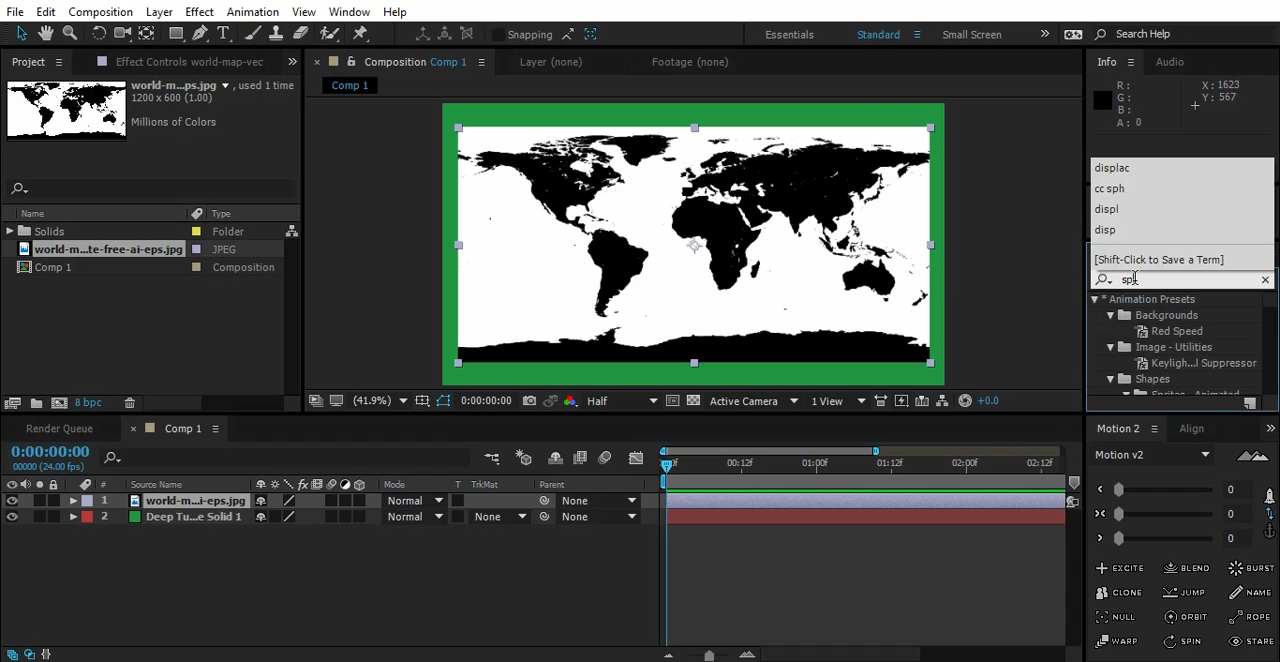 File Edit Composition Layer Effect Animation View Window Help
Snapping Essentials Standard Small Screen Search Help
Project Effect Controls world-map-vec
world-m...ps.jpg , used 1 time
1200 x 600 (1.00)
Millions of Colors
Name Type
Solids Folder
world-m...te-free-ai-eps.jpg JPEG
Comp 1 Composition
8 bpc
Composition Comp 1 Layer (none) Footage (none)
Comp 1
(41.9%) 0:00:00:00 Half Active Camera 1 View +0.0
Info Audio
R : X : 1623
G : Y : 567
B :
A : 0
displac
cc sph
displ
disp
[Shift-Click to Save a Term]
sp
* Animation Presets
Backgrounds
Red Speed
Image - Utilities
Keyligh...l Suppressor
Shapes
Sprites - Animated
Render Queue Comp 1
0:00:00:00
00000 (24.00 fps)
Source Name Mode T TrkMat Parent
1 world-m...i-eps.jpg Normal None
2 Deep Tu...e Solid 1 Normal None None
00:12f 01:00f 01:12f 02:00f 02:12f
Motion 2 Align
Motion v2
0
0
0
EXCITE BLEND BURST
CLONE JUMP NAME
NULL ORBIT ROPE
WARP SPIN STARE